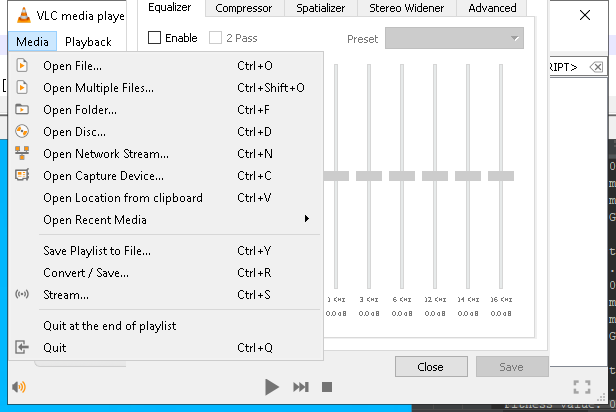 VLC media playe
Equalizer Compressor Spatializer Stereo Widener Advanced
Media Playback
Enable 2 Pass Preset
Open File... Ctrl+O
Open Multiple Files... Ctrl+Shift+O
Open Folder... Ctrl+F
Open Disc... Ctrl+D
Open Network Stream... Ctrl+N
Open Capture Device... Ctrl+C
Open Location from clipboard Ctrl+V
Open Recent Media
Save Playlist to File... Ctrl+Y
Convert / Save... Ctrl+R
Stream... Ctrl+S
Quit at the end of playlist
Quit Ctrl+Q
1 KHz 3 KHz 6 KHz 12 KHz 14 KHz 16 KHz
0.0 dB 0.0 dB 0.0 dB 0.0 dB 0.0 dB 0.0 dB
Close Save
RIPT>
fitness value: 0